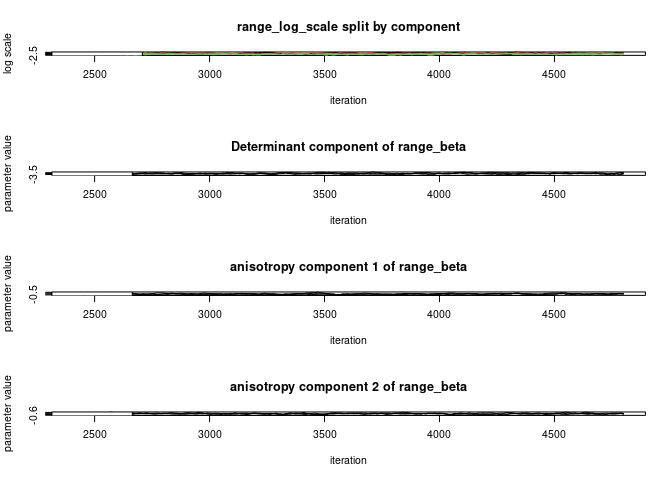 range_log_scale split by component
log scale
-2.5
2500 3000 3500 4000 4500
iteration
Determinant component of range_beta
parameter value
-3.5
2500 3000 3500 4000 4500
iteration
anisotropy component 1 of range_beta
parameter value
-0.5
2500 3000 3500 4000 4500
iteration
anisotropy component 2 of range_beta
parameter value
-0.6
2500 3000 3500 4000 4500
iteration